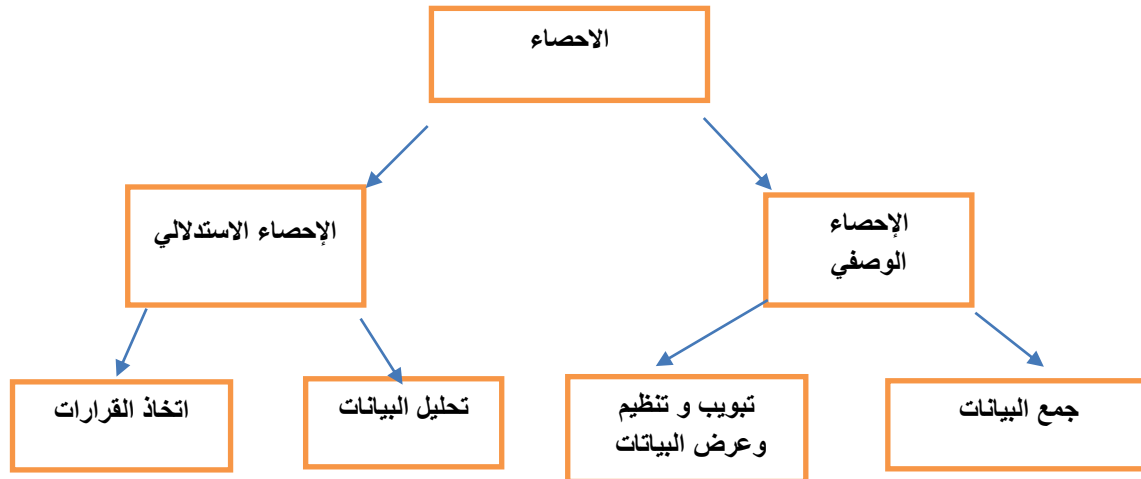 الاحصاء
الإحصاء
الوصفي
الإحصاء الاستدلالي
جمع البيانات
تبويب و تنظيم
وعرض البياتات
تحليل البيانات
اتخاذ القرارات